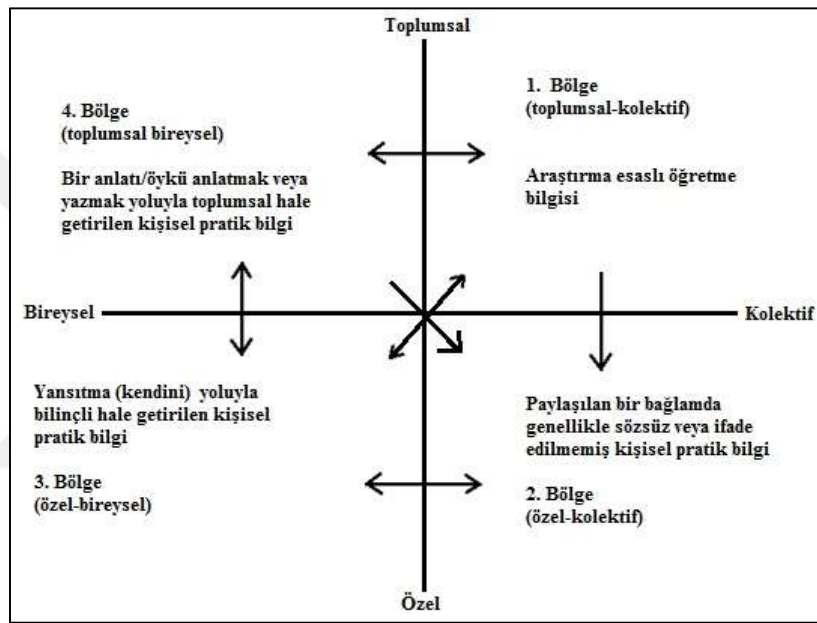 Toplumsal
4. Bölge
(toplumsal bireysel)
Bir anlatı/öykü anlatmak veya
yazmak yoluyla toplumsal hale
getirilen kişisel pratik bilgi
1. Bölge
(toplumsal-kolektif)
Araştırma esaslı öğretme
bilgisi
Bireysel
Kolektif
Yansıtma (kendini) yoluyla
bilinçli hale getirilen kişisel
pratik bilgi
3. Bölge
(özel-bireysel)
Paylaşılan bir bağlamda
genellikle sözsüz veya ifade
edilmemiş kişisel pratik bilgi
2. Bölge
(özel-kolektif)
Özel